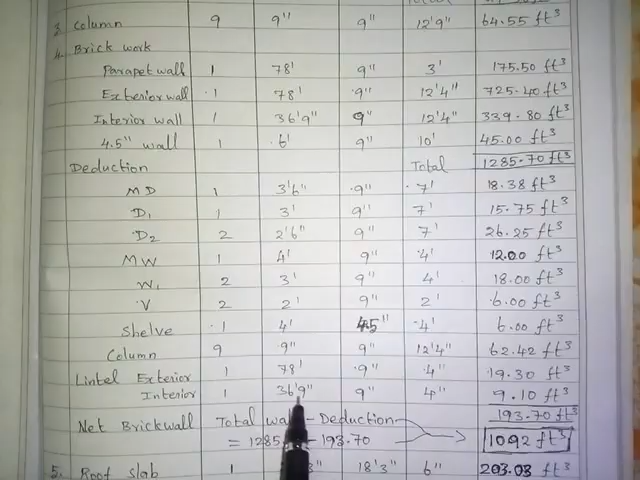 3. Column 9 9" 9" 12'9" 64.55 ft³
4. Brick work
Parapet wall 1 78' 9" 3' 175.50 ft³
Exterior wall 1 78' 9" 12'4" 725.40 ft³
Interior wall 1 36'9" 9" 12'4" 339.80 ft³
4.5" wall 1 6' 9" 10' 45.00 ft³
Deduction Total 1285.70 ft³
MD 1 3'6" 9" 7' 18.38 ft³
D₁ 1 3' 9" 7' 15.75 ft³
D₂ 2 2'6" 9" 7' 26.25 ft³
MW 1 4' 9" 4' 12.00 ft³
W₁ 2 3' 9" 4' 18.00 ft³
V 2 2' 9" 2' 6.00 ft³
Shelve 1 4' 4.5" 4' 6.00 ft³
Column 9 9" 9" 12'4" 62.42 ft³
Lintel Exterior 1 78' 9" 4" 19.30 ft³
Interior 1 36'9" 9" 4" 9.10 ft³
193.70 ft³
Net Brickwall Total wall - Deduction
= 1285. - 193.70 1092 ft³
5. Roof Slab 1 3" 18'3" 6" 203.03 ft³